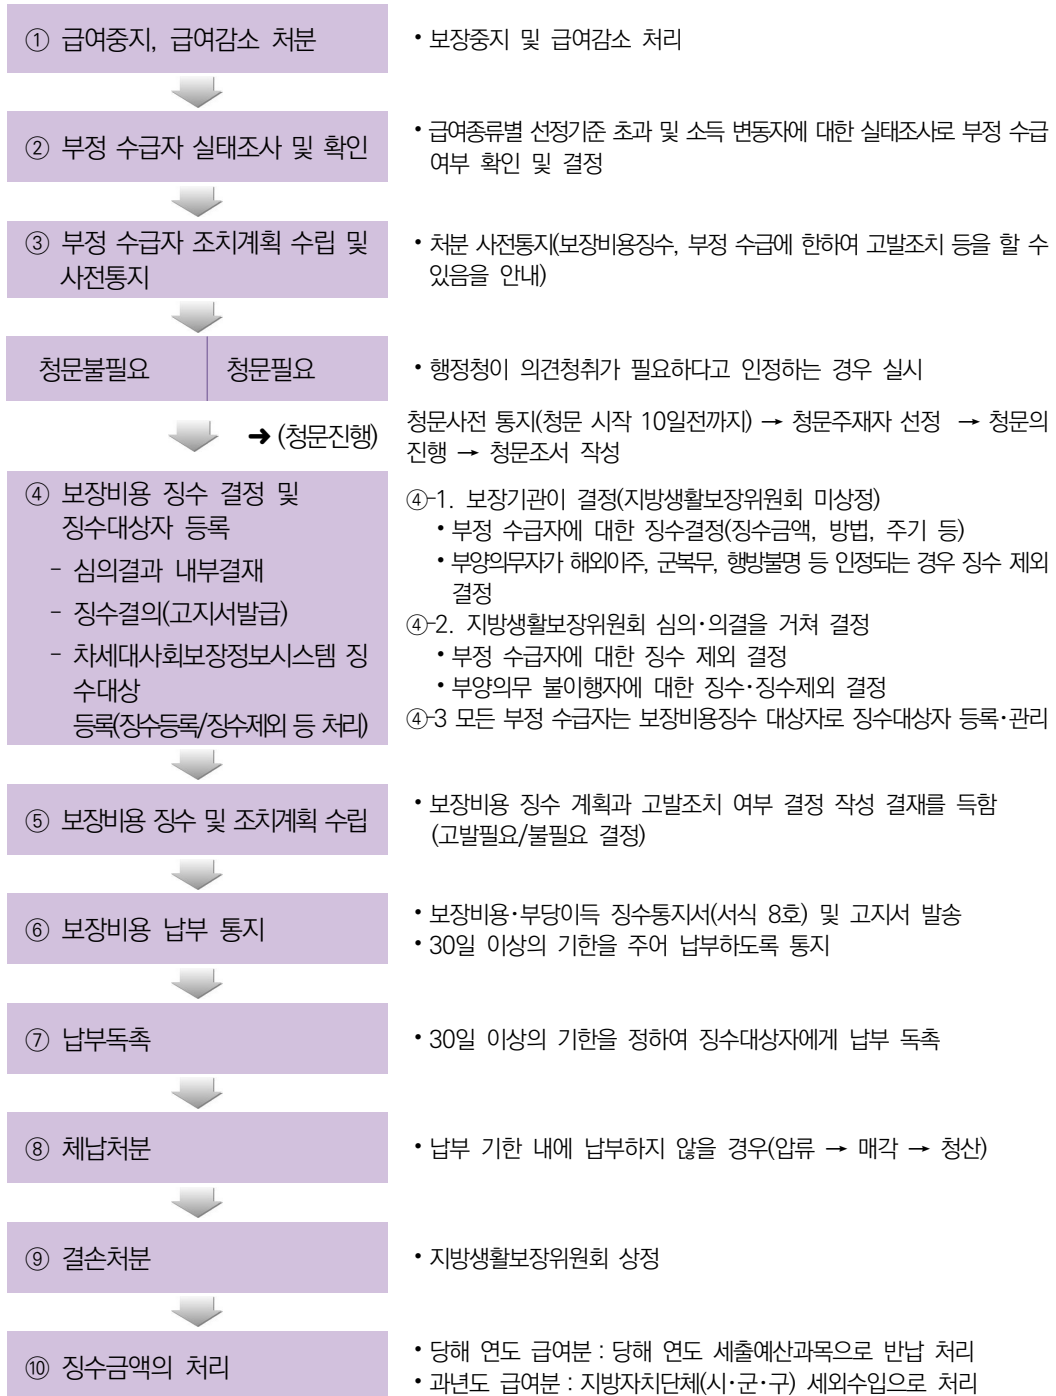 ① 급여중지, 급여감소 처분
• 보장중지 및 급여감소 처리
② 부정 수급자 실태조사 및 확인
• 급여종류별 선정기준 초과 및 소득 변동자에 대한 실태조사로 부정 수급
여부 확인 및 결정
③ 부정 수급자 조치계획 수립 및
사전통지
• 처분 사전통지(보장비용징수, 부정 수급에 한하여 고발조치 등을 할 수
있음을 안내)
청문불필요
청문필요
• 행정청이 의견청취가 필요하다고 인정하는 경우 실시
➜ (청문진행)
청문사전 통지(청문 시작 10일전까지) → 청문주재자 선정 → 청문의
진행 → 청문조서 작성
④ 보장비용 징수 결정 및
징수대상자 등록
- 심의결과 내부결재
- 징수결의(고지서발급)
- 차세대사회보장정보시스템 징
수대상
등록(징수등록/징수제외 등 처리)
④-1. 보장기관이 결정(지방생활보장위원회 미상정)
• 부정 수급자에 대한 징수결정(징수금액, 방법, 주기 등)
• 부양의무자가 해외이주, 군복무, 행방불명 등 인정되는 경우 징수 제외
결정
④-2. 지방생활보장위원회 심의･의결을 거쳐 결정
• 부정 수급자에 대한 징수 제외 결정
• 부양의무 불이행자에 대한 징수･징수제외 결정
④-3 모든 부정 수급자는 보장비용징수 대상자로 징수대상자 등록･관리
⑤ 보장비용 징수 및 조치계획 수립
• 보장비용 징수 계획과 고발조치 여부 결정 작성 결재를 득함
(고발필요/불필요 결정)
⑥ 보장비용 납부 통지
• 보장비용･부당이득 징수통지서(서식 8호) 및 고지서 발송
• 30일 이상의 기한을 주어 납부하도록 통지
⑦ 납부독촉
• 30일 이상의 기한을 정하여 징수대상자에게 납부 독촉
⑧ 체납처분
• 납부 기한 내에 납부하지 않을 경우(압류 → 매각 → 청산)
⑨ 결손처분
• 지방생활보장위원회 상정
⑩ 징수금액의 처리
• 당해 연도 급여분 : 당해 연도 세출예산과목으로 반납 처리
• 과년도 급여분 : 지방자치단체(시･군･구) 세외수입으로 처리